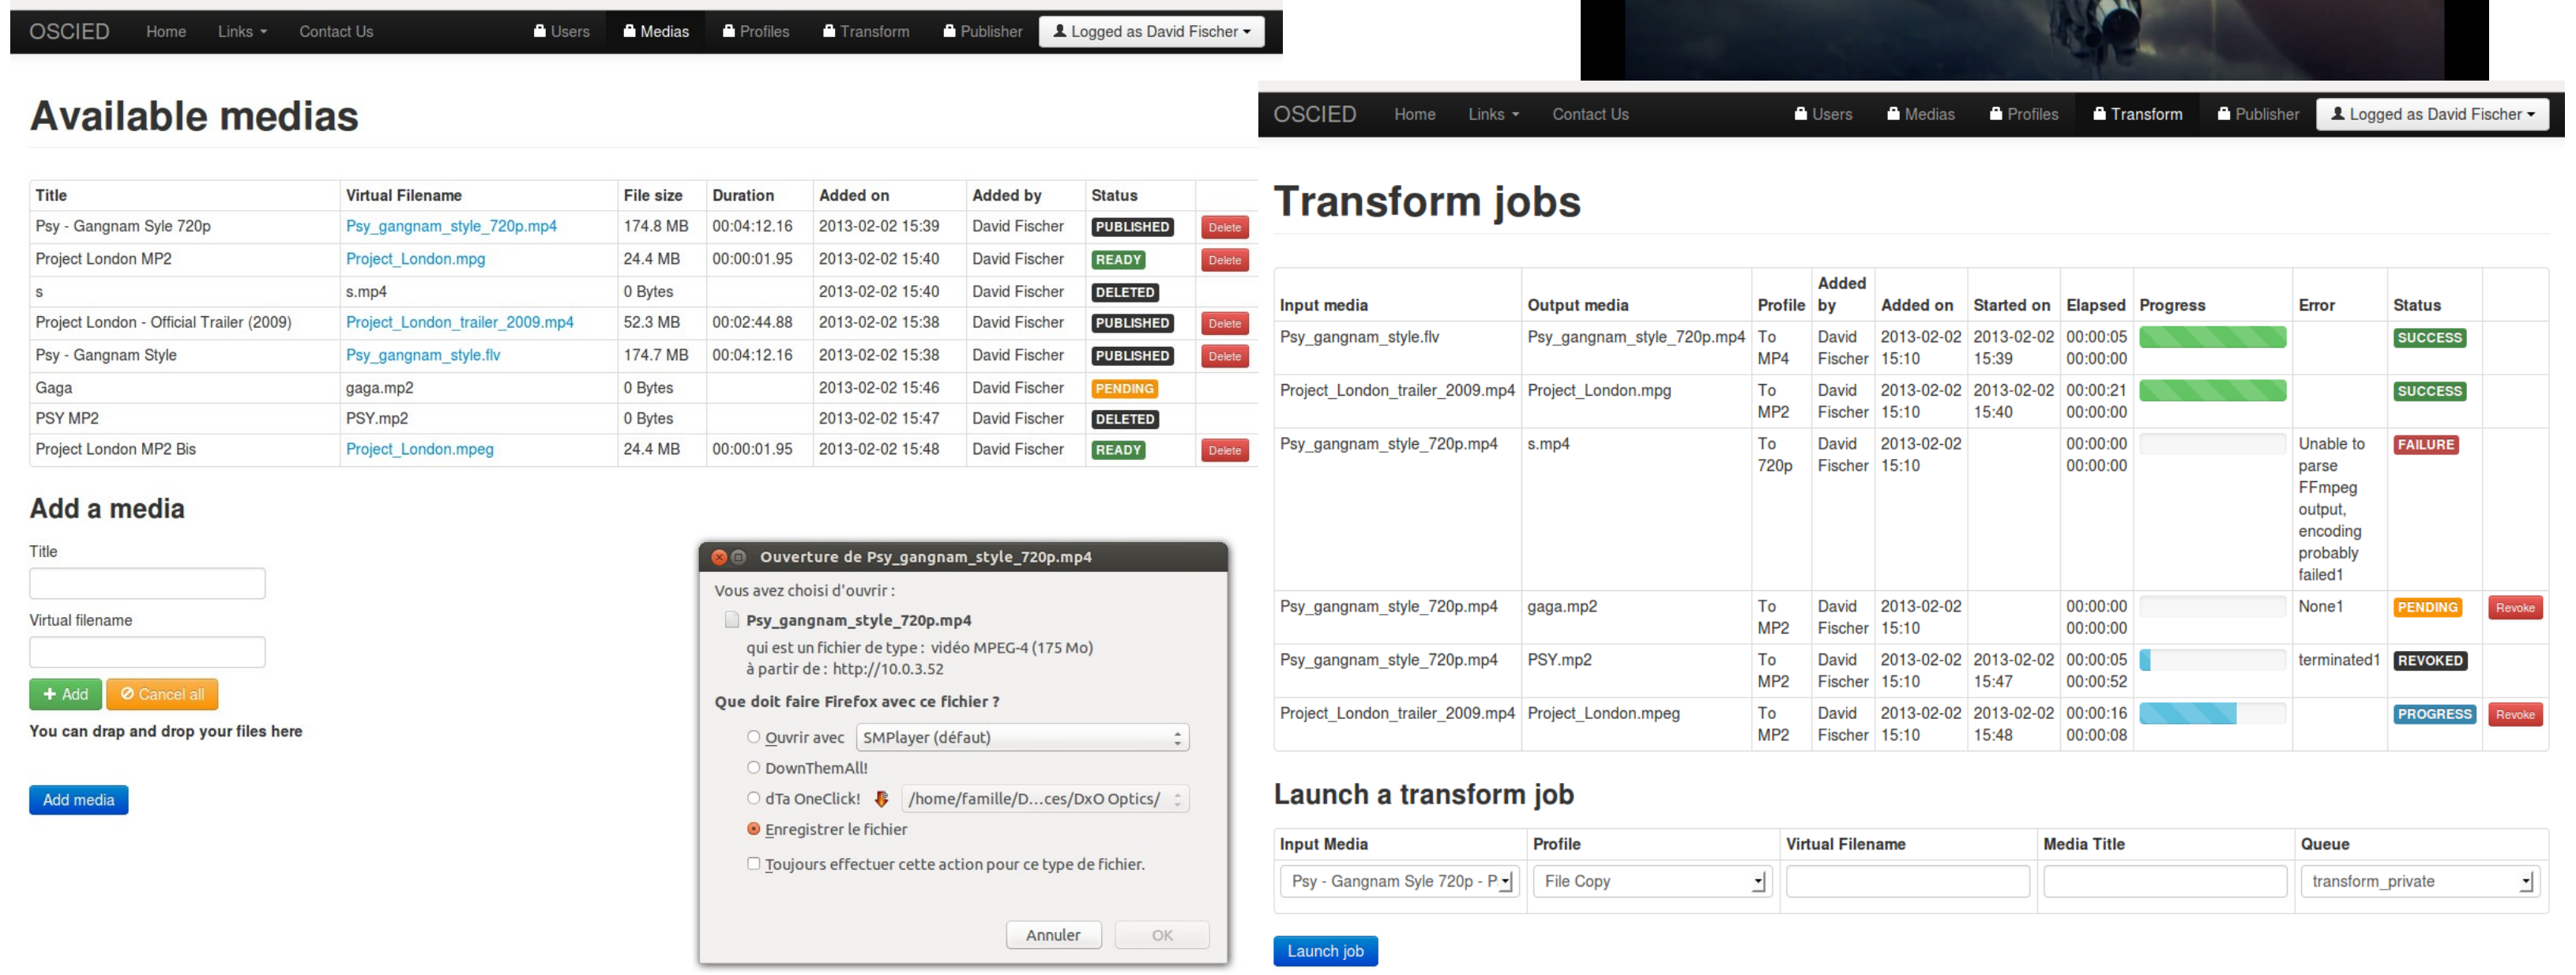 OSCIED Home Links Contact Us Users Medias Profiles Transform Publisher Logged as David Fischer
Available medias
Title Virtual Filename File size Duration Added on Added by Status
Psy - Gangnam Syle 720p Psy_gangnam_style_720p.mp4 174.8 MB 00:04:12.16 2013-02-02 15:39 David Fischer PUBLISHED Delete
Project London MP2 Project_London.mpg 24.4 MB 00:00:01.95 2013-02-02 15:40 David Fischer READY Delete
s s.mp4 0 Bytes 2013-02-02 15:40 David Fischer DELETED
Project London - Official Trailer (2009) Project_London_trailer_2009.mp4 52.3 MB 00:02:44.88 2013-02-02 15:38 David Fischer PUBLISHED Delete
Psy - Gangnam Style Psy_gangnam_style.flv 174.7 MB 00:04:12.16 2013-02-02 15:38 David Fischer PUBLISHED Delete
Gaga gaga.mp2 0 Bytes 2013-02-02 15:46 David Fischer PENDING
PSY MP2 PSY.mp2 0 Bytes 2013-02-02 15:47 David Fischer DELETED
Project London MP2 Bis Project_London.mpeg 24.4 MB 00:00:01.95 2013-02-02 15:48 David Fischer READY Delete
Add a media
Title
Virtual filename
+ Add Cancel all
You can drap and drop your files here
Add media
Ouverture de Psy_gangnam_style_720p.mp4
Vous avez choisi d'ouvrir :
Psy_gangnam_style_720p.mp4
qui est un fichier de type : vidéo MPEG-4 (175 Mo)
à partir de : http://10.0.3.52
Que doit faire Firefox avec ce fichier ?
Ouvrir avec SMPlayer (défaut)
DownThemAll!
dTa OneClick! /home/famille/D...ces/DxO Optics/
Enregistrer le fichier
Toujours effectuer cette action pour ce type de fichier.
Annuler OK
OSCIED Home Links Contact Us Users Medias Profiles Transform Publisher Logged as David Fischer
Transform jobs
Added
Input media Output media Profile by Added on Started on Elapsed Progress Error Status
Psy_gangnam_style.flv Psy_gangnam_style_720p.mp4 To David 2013-02-02 2013-02-02 00:00:05 SUCCESS
MP4 Fischer 15:10 15:39 00:00:00
Project_London_trailer_2009.mp4 Project_London.mpg To David 2013-02-02 2013-02-02 00:00:21 SUCCESS
MP2 Fischer 15:10 15:40 00:00:00
Psy_gangnam_style_720p.mp4 s.mp4 To David 2013-02-02 00:00:00 Unable to FAILURE
720p Fischer 15:10 00:00:00 parse
FFmpeg
output,
encoding
probably
failed1
Psy_gangnam_style_720p.mp4 gaga.mp2 To David 2013-02-02 00:00:00 None1 PENDING Revoke
MP2 Fischer 15:10 00:00:00
Psy_gangnam_style_720p.mp4 PSY.mp2 To David 2013-02-02 2013-02-02 00:00:05 terminated1 REVOKED
MP2 Fischer 15:10 15:47 00:00:52
Project_London_trailer_2009.mp4 Project_London.mpeg To David 2013-02-02 2013-02-02 00:00:16 PROGRESS Revoke
MP2 Fischer 15:10 15:48 00:00:08
Launch a transform job
Input Media Profile Virtual Filename Media Title Queue
Psy - Gangnam Syle 720p - P File Copy transform_private
Launch job